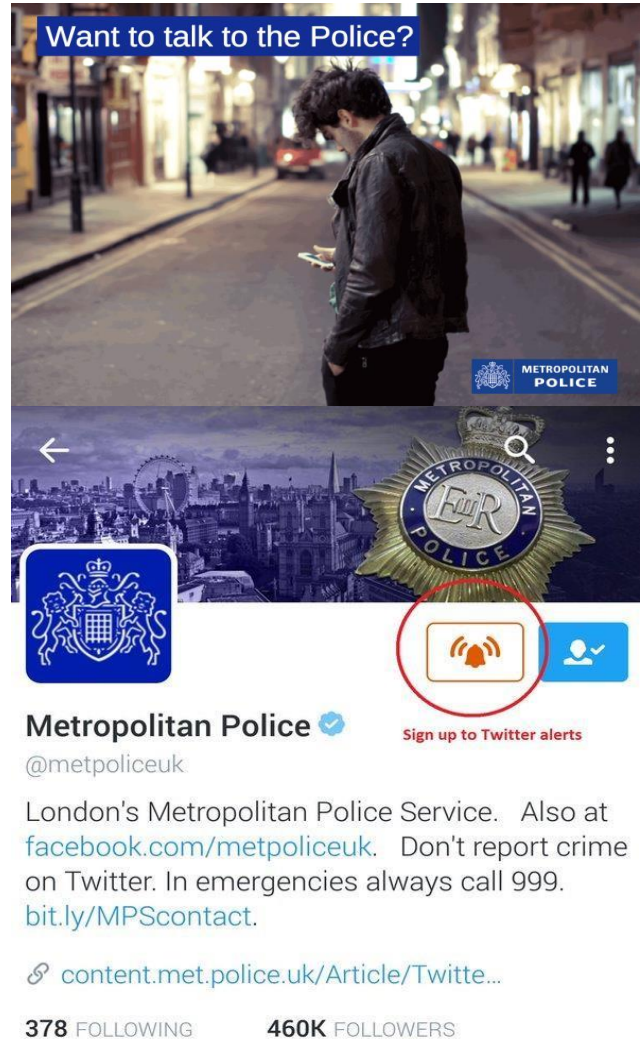 Want to talk to the Police?
METROPOLITAN
POLICE
METROPOLITAN
EIIR
POLICE
Sign up to Twitter alerts
Metropolitan Police
@metpoliceuk
London's Metropolitan Police Service. Also at
facebook.com/metpoliceuk. Don't report crime
on Twitter. In emergencies always call 999.
bit.ly/MPScontact.
content.met.police.uk/Article/Twitte...
378 FOLLOWING 460K FOLLOWERS